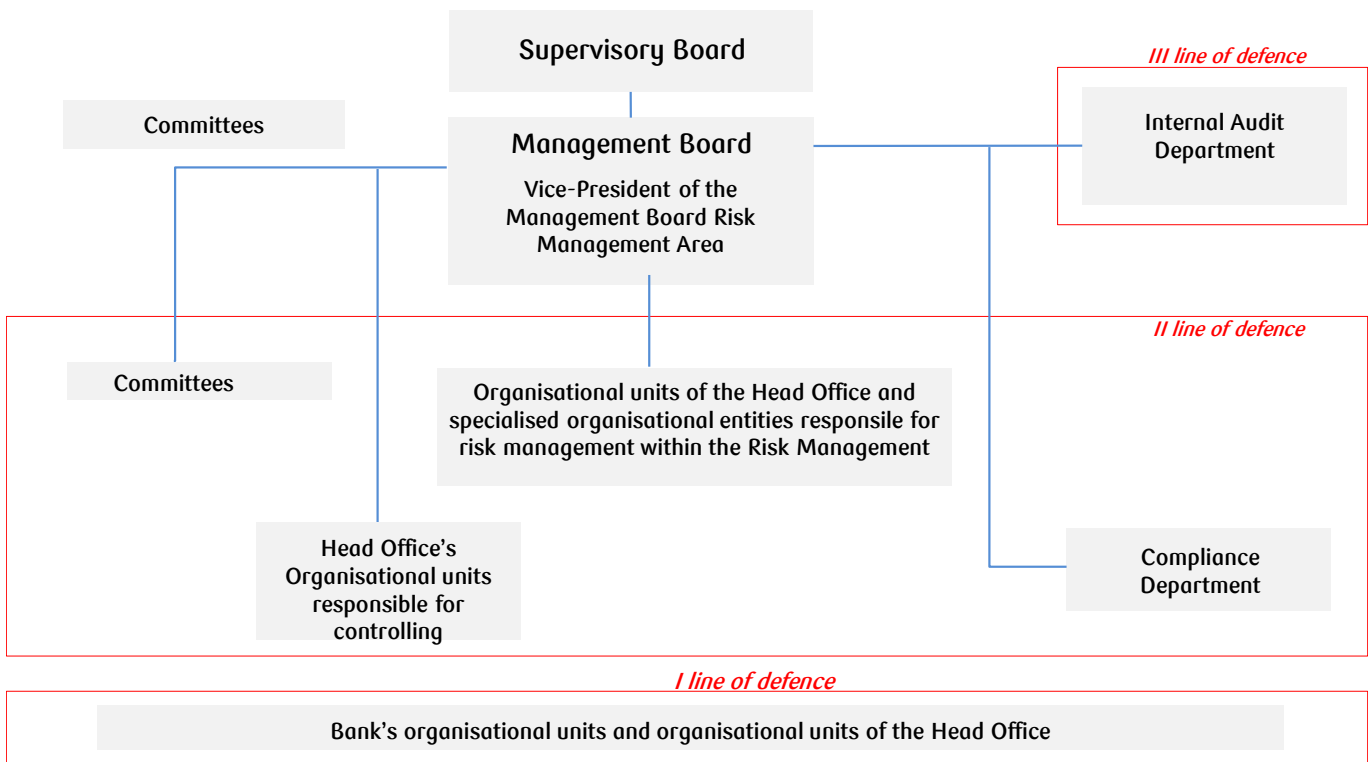 Supervisory Board
III line of defence
Committees
Internal Audit
Department
Management Board
Vice-President of the
Management Board Risk
Management Area
II line of defence
Committees
Organisational units of the Head Office and
specialised organisational entities responsile for
risk management within the Risk Management
Head Office’s
Organisational units
responsible for
controlling
Compliance
Department
I line of defence
Bank’s organisational units and organisational units of the Head Office